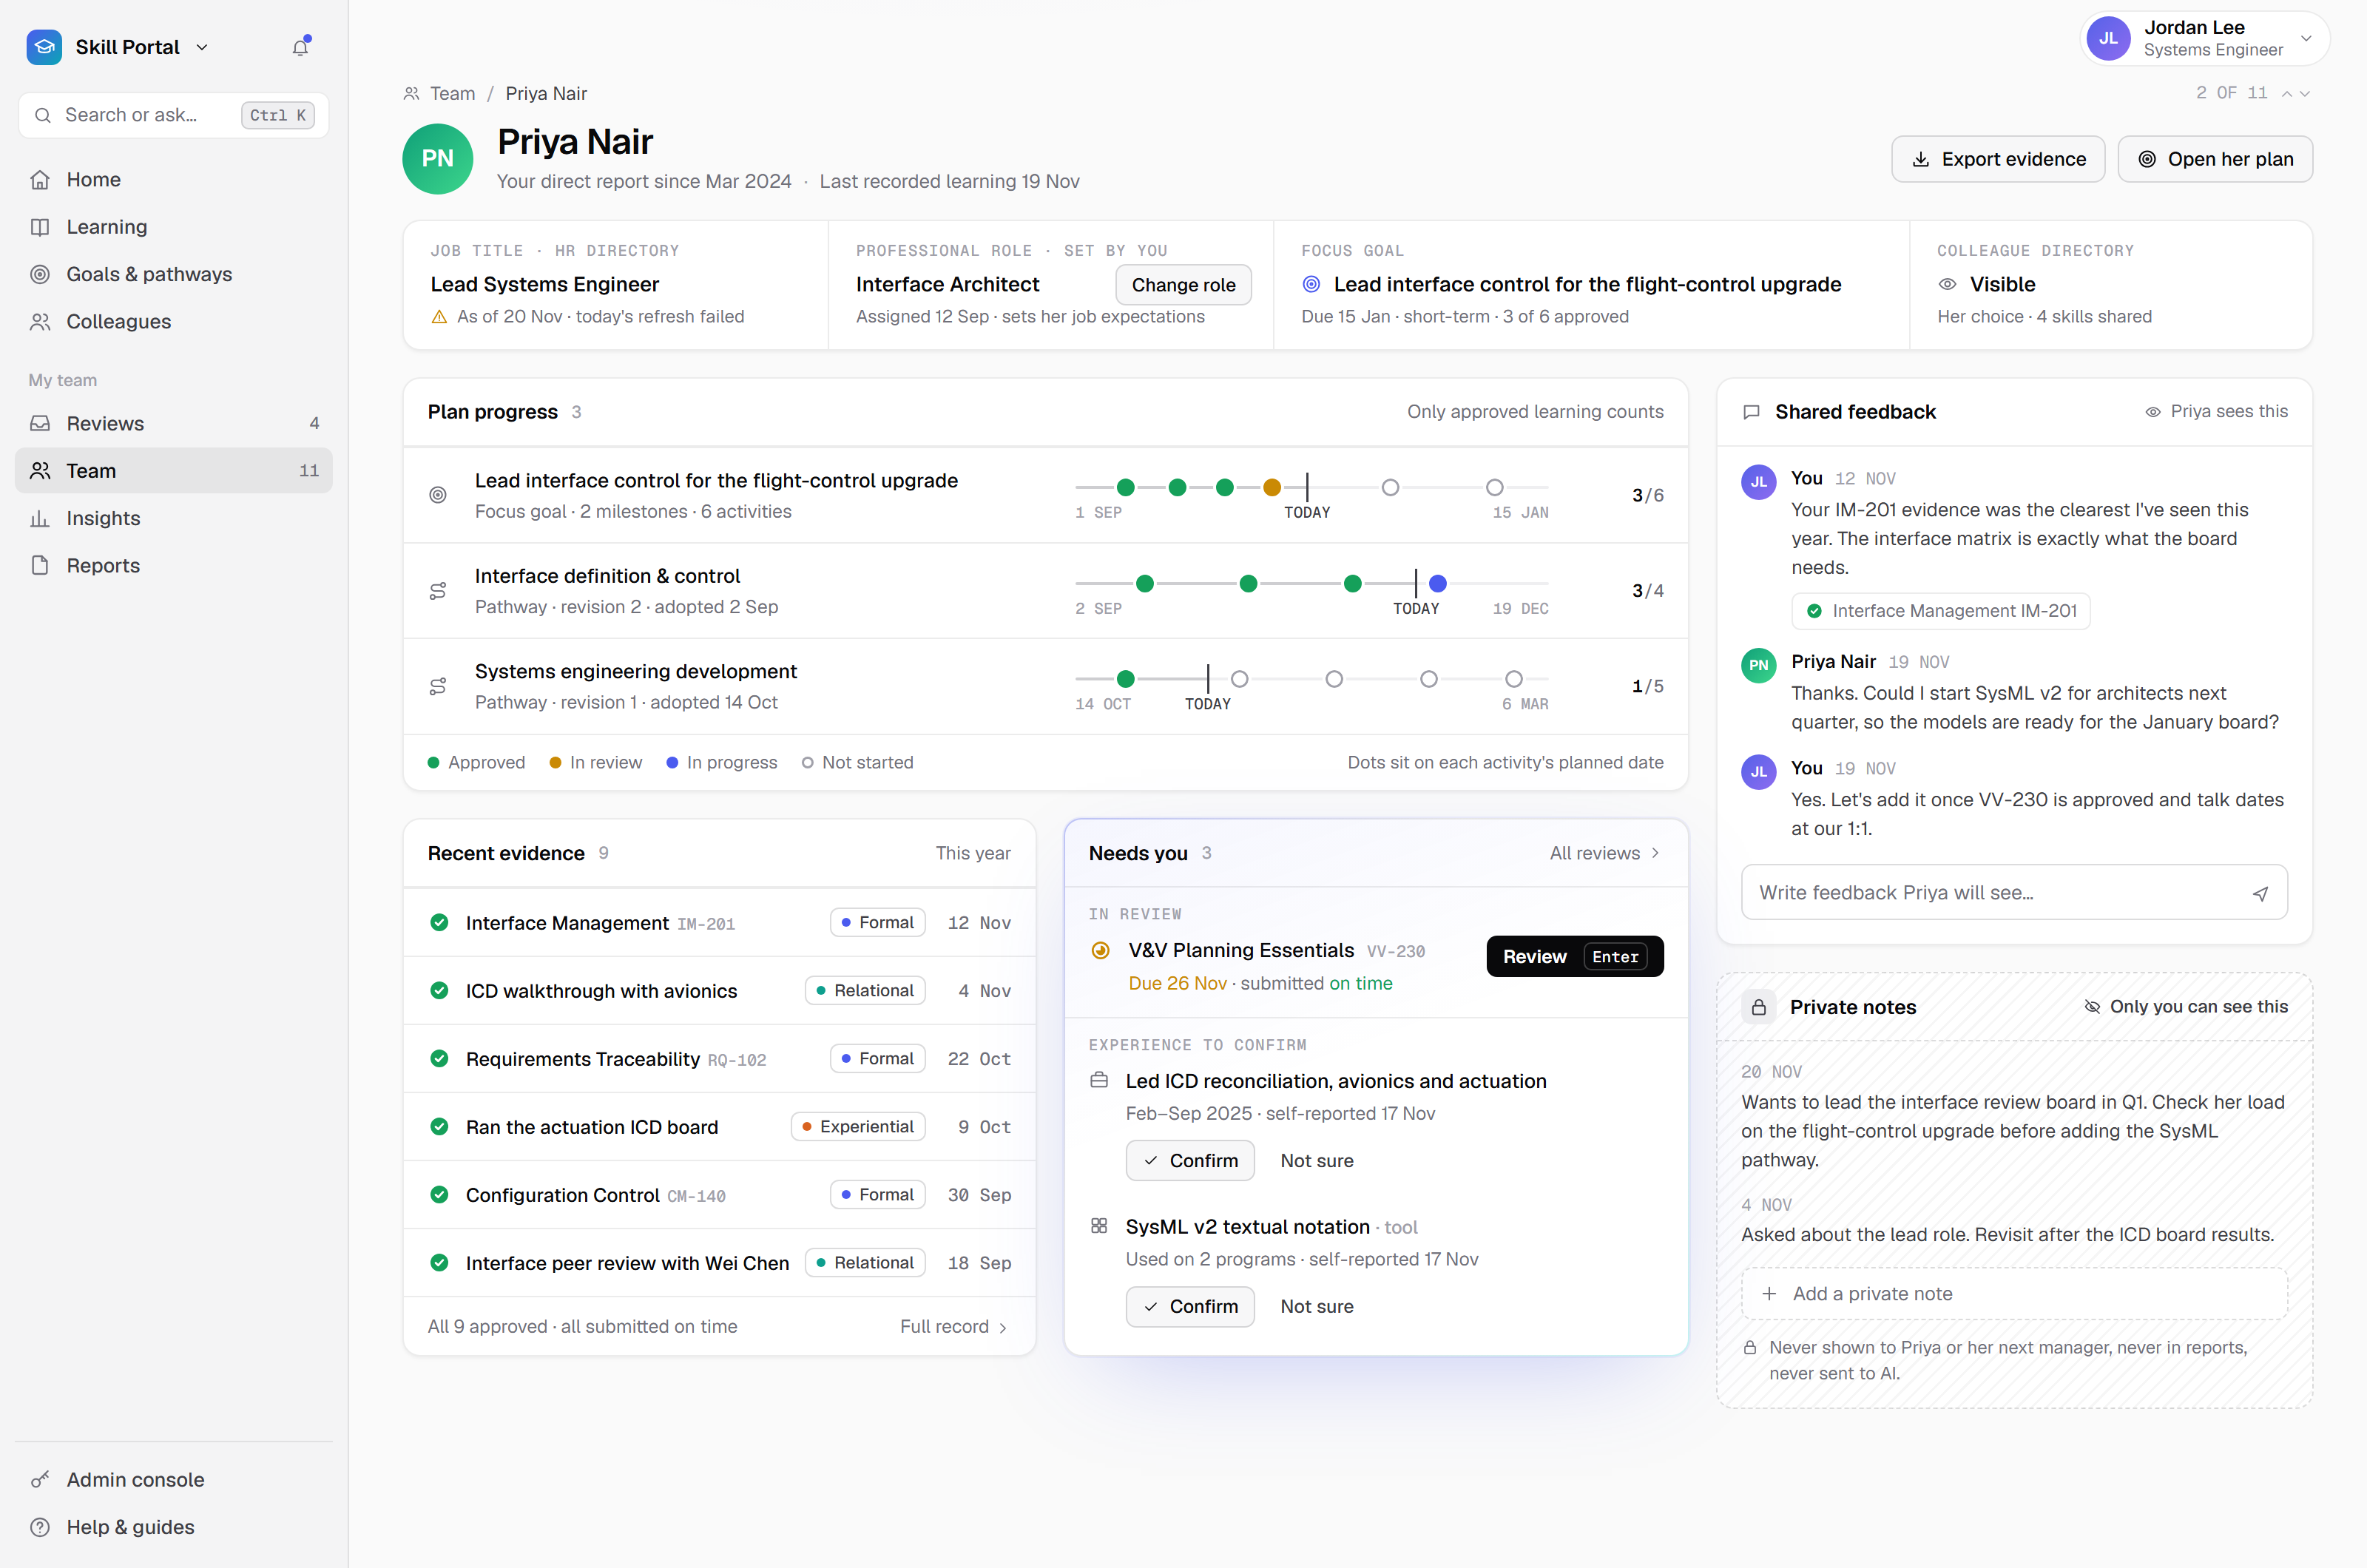 Skill Portal
Search or ask...
Ctrl K
Home
Learning
Goals & pathways
Colleagues
My team
Reviews 4
Team 11
Insights
Reports
Admin console
Help & guides
JL
Jordan Lee
Systems Engineer
Team / Priya Nair
2 OF 11
PN
Priya Nair
Your direct report since Mar 2024 · Last recorded learning 19 Nov
Export evidence
Open her plan
JOB TITLE · HR DIRECTORY
Lead Systems Engineer
As of 20 Nov · today's refresh failed
PROFESSIONAL ROLE · SET BY YOU
Interface Architect
Change role
Assigned 12 Sep · sets her job expectations
FOCUS GOAL
Lead interface control for the flight-control upgrade
Due 15 Jan · short-term · 3 of 6 approved
COLLEAGUE DIRECTORY
Visible
Her choice · 4 skills shared
Plan progress 3
Only approved learning counts
Lead interface control for the flight-control upgrade
Focus goal · 2 milestones · 6 activities
1 SEP TODAY 15 JAN
3/6
Interface definition & control
Pathway · revision 2 · adopted 2 Sep
2 SEP TODAY 19 DEC
3/4
Systems engineering development
Pathway · revision 1 · adopted 14 Oct
14 OCT TODAY 6 MAR
1/5
Approved In review In progress Not started
Dots sit on each activity's planned date
Recent evidence 9
This year
Interface Management IM-201 Formal 12 Nov
ICD walkthrough with avionics Relational 4 Nov
Requirements Traceability RQ-102 Formal 22 Oct
Ran the actuation ICD board Experiential 9 Oct
Configuration Control CM-140 Formal 30 Sep
Interface peer review with Wei Chen Relational 18 Sep
All 9 approved · all submitted on time
Full record
Needs you 3
All reviews
IN REVIEW
V&V Planning Essentials VV-230
Due 26 Nov · submitted on time
Review Enter
EXPERIENCE TO CONFIRM
Led ICD reconciliation, avionics and actuation
Feb–Sep 2025 · self-reported 17 Nov
Confirm Not sure
SysML v2 textual notation · tool
Used on 2 programs · self-reported 17 Nov
Confirm Not sure
Shared feedback
Priya sees this
JL
You 12 NOV
Your IM-201 evidence was the clearest I've seen this
year. The interface matrix is exactly what the board
needs.
Interface Management IM-201
PN
Priya Nair 19 NOV
Thanks. Could I start SysML v2 for architects next
quarter, so the models are ready for the January board?
JL
You 19 NOV
Yes. Let's add it once VV-230 is approved and talk dates
at our 1:1.
Write feedback Priya will see...
Private notes
Only you can see this
20 NOV
Wants to lead the interface review board in Q1. Check her load
on the flight-control upgrade before adding the SysML
pathway.
4 NOV
Asked about the lead role. Revisit after the ICD board results.
Add a private note
Never shown to Priya or her next manager, never in reports,
never sent to AI.